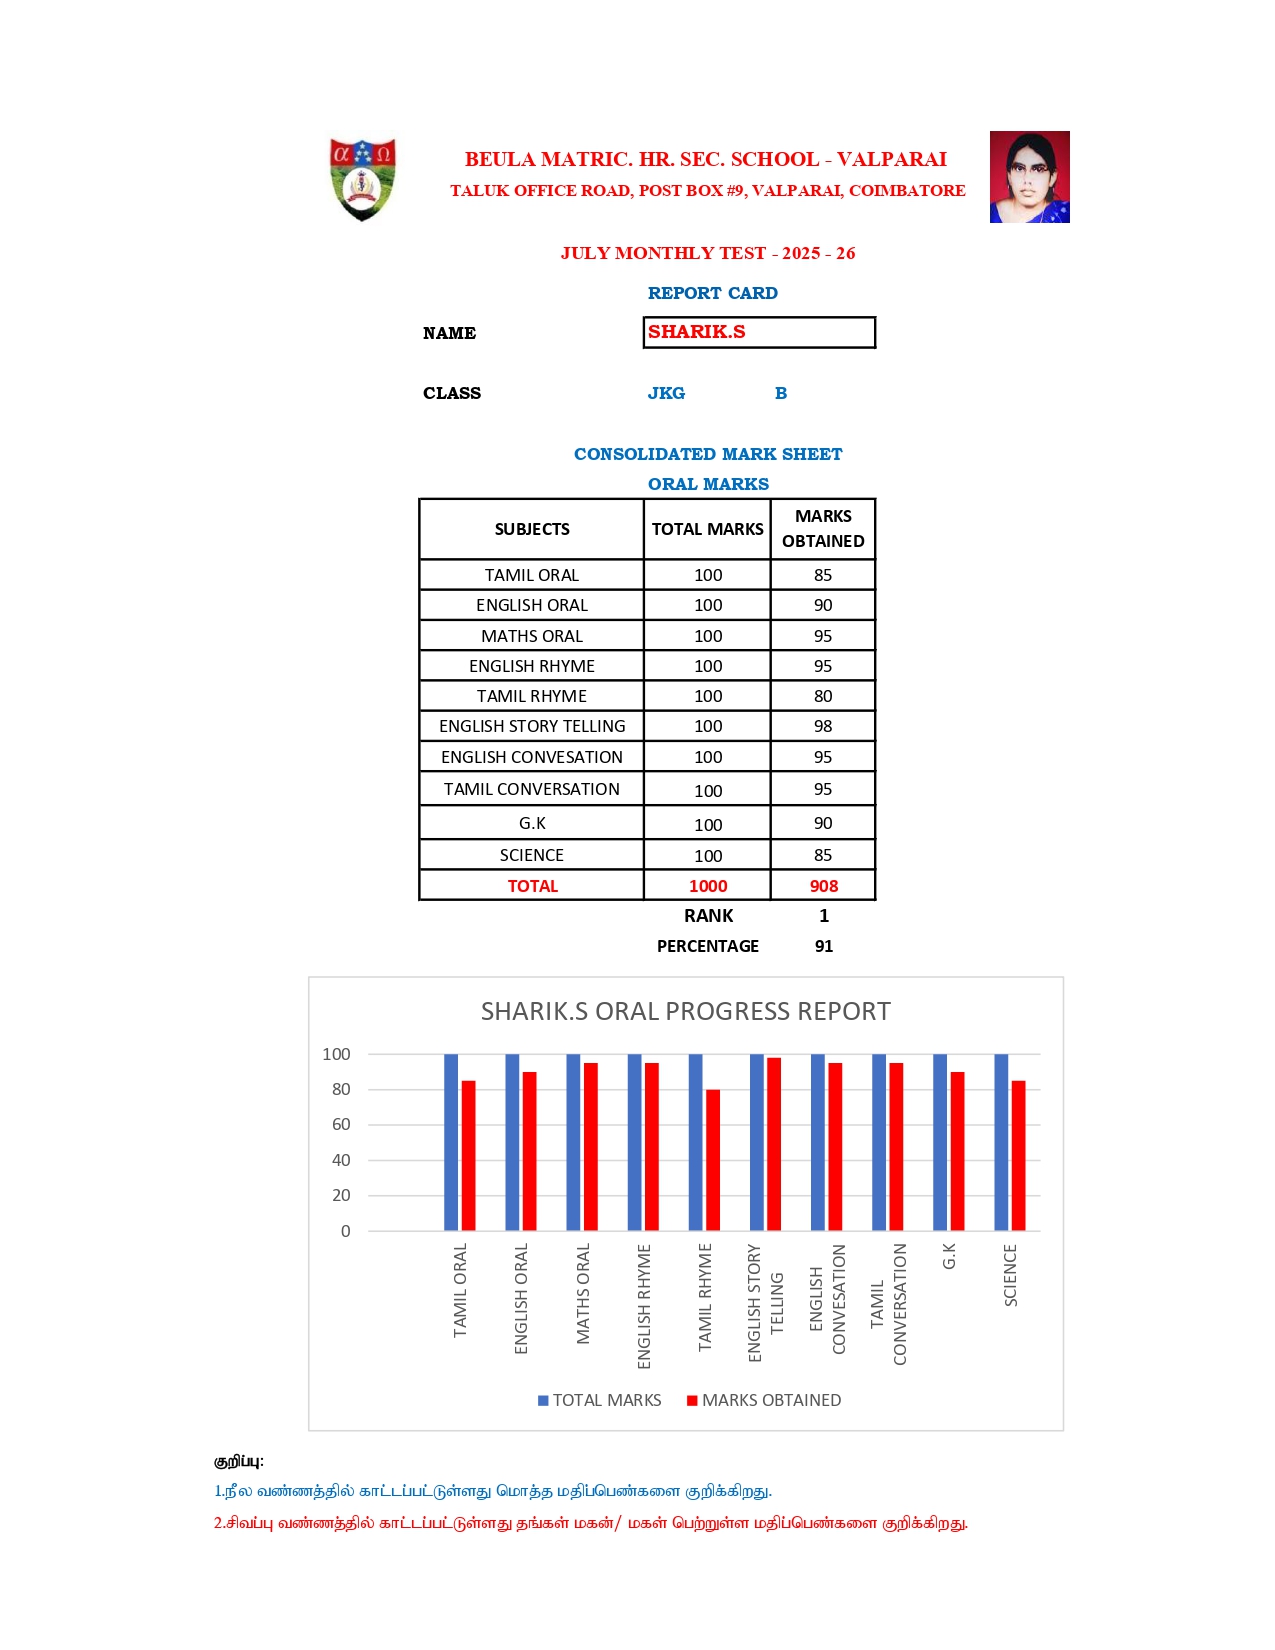 α Ω
BEULA MATRIC. HR. SEC. SCHOOL - VALPARAI
TALUK OFFICE ROAD, POST BOX #9, VALPARAI, COIMBATORE
JULY MONTHLY TEST - 2025 - 26
REPORT CARD
NAME SHARIK.S
CLASS JKG B
CONSOLIDATED MARK SHEET
ORAL MARKS
SUBJECTS TOTAL MARKS MARKS OBTAINED
TAMIL ORAL 100 85
ENGLISH ORAL 100 90
MATHS ORAL 100 95
ENGLISH RHYME 100 95
TAMIL RHYME 100 80
ENGLISH STORY TELLING 100 98
ENGLISH CONVESATION 100 95
TAMIL CONVERSATION 100 95
G.K 100 90
SCIENCE 100 85
TOTAL 1000 908
RANK 1
PERCENTAGE 91
SHARIK.S ORAL PROGRESS REPORT
100
80
60
40
20
0
TAMIL ORAL
ENGLISH ORAL
MATHS ORAL
ENGLISH RHYME
TAMIL RHYME
ENGLISH STORY TELLING
ENGLISH CONVESATION
TAMIL CONVERSATION
G.K
SCIENCE
TOTAL MARKS MARKS OBTAINED
குறிப்பு:
1.நீல வண்ணத்தில் காட்டப்பட்டுள்ளது மொத்த மதிப்பெண்களை குறிக்கிறது.
2.சிவப்பு வண்ணத்தில் காட்டப்பட்டுள்ளது தங்கள் மகன்/ மகள் பெற்றுள்ள மதிப்பெண்களை குறிக்கிறது.